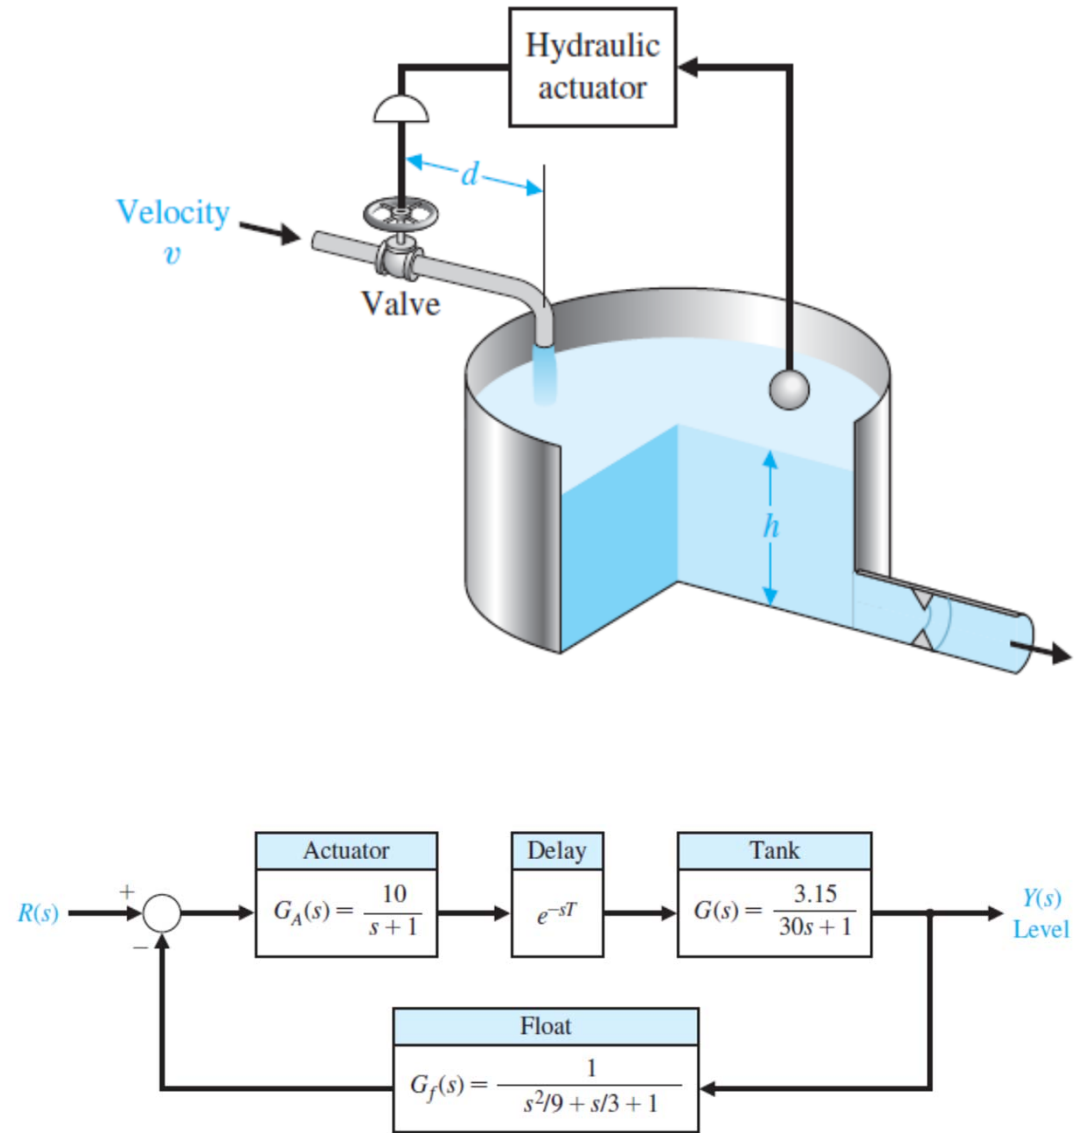 Hydraulic
actuator
d
Velocity
v
Valve
h
Actuator
Delay
Tank
R(s)
+
−
G_A(s) = 10/(s + 1)
e^{−sT}
G(s) = 3.15/(30s + 1)
Y(s)
Level
Float
G_f(s) = 1/(s²/9 + s/3 + 1)